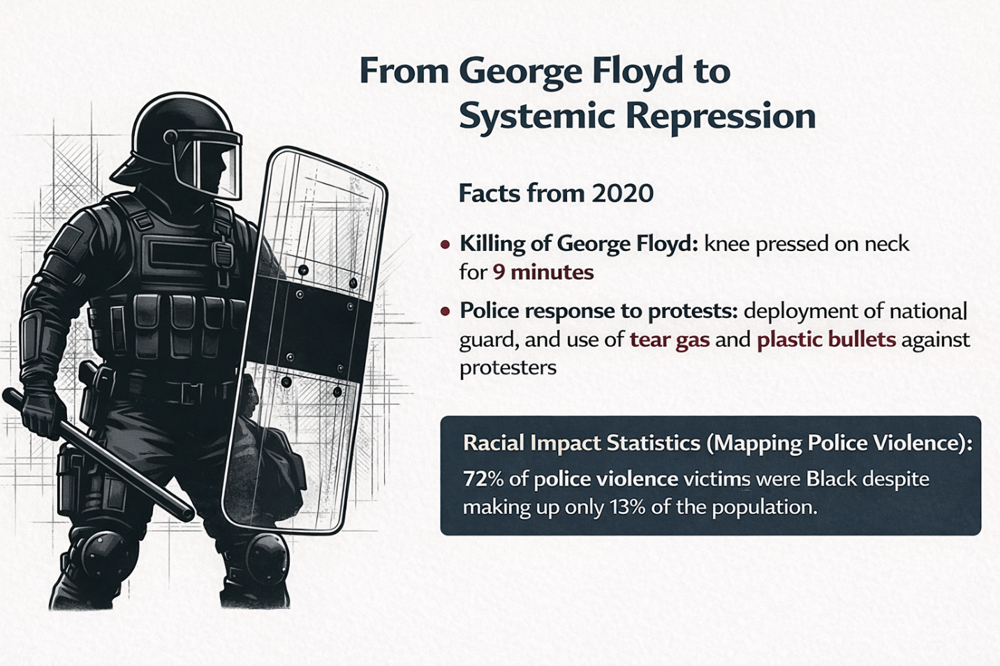 From George Floyd to
Systemic Repression
Facts from 2020
• Killing of George Floyd: knee pressed on neck
for 9 minutes
• Police response to protests: deployment of national
guard, and use of tear gas and plastic bullets against
protesters
Racial Impact Statistics (Mapping Police Violence):
72% of police violence victims were Black despite
making up only 13% of the population.